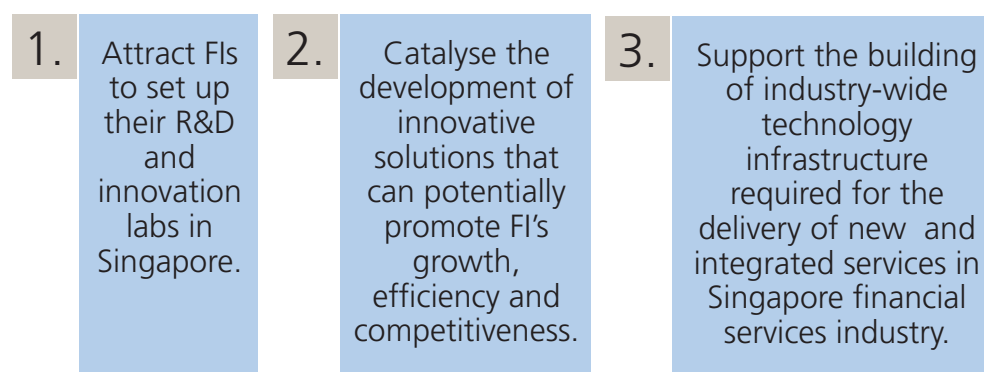 1.
Attract FIs
to set up
their R&D
and
innovation
labs in
Singapore.
2.
Catalyse the
development of
innovative
solutions that
can potentially
promote FI’s
growth,
efficiency and
competitiveness.
3.
Support the building
of industry-wide
technology
infrastructure
required for the
delivery of new  and
integrated services in
Singapore financial
services industry.